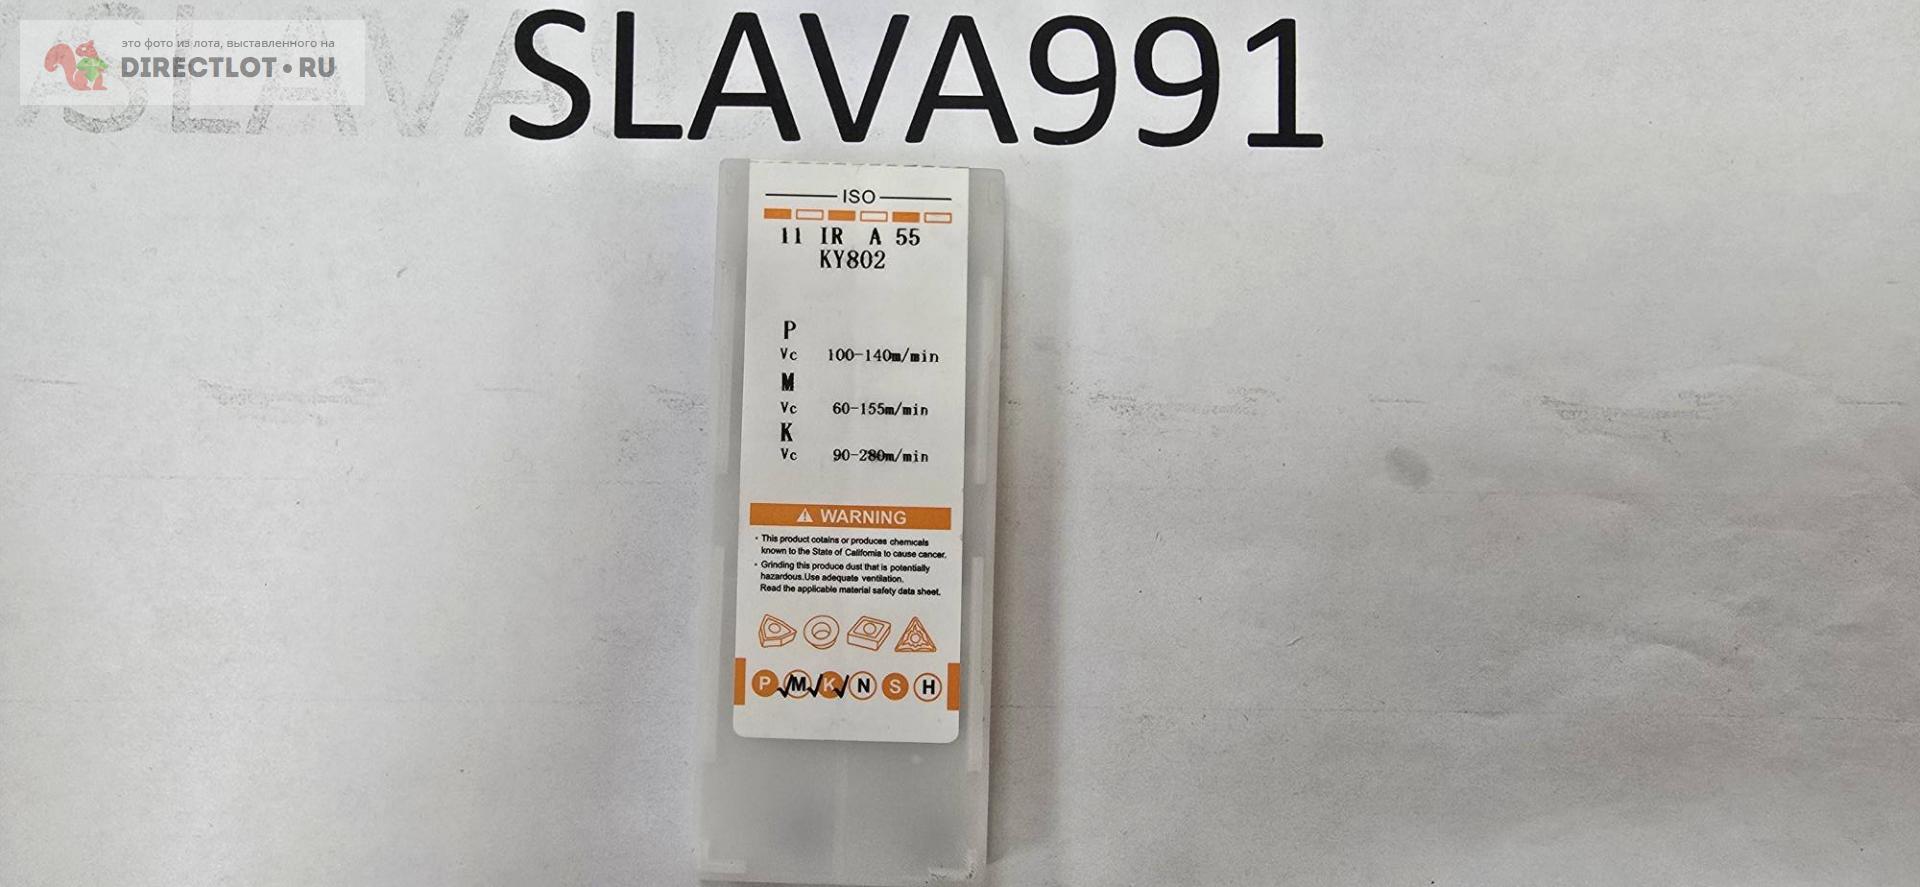 это фото из лота, выставленного на
DIRECTLOT•RU
SLAVA991
ISO
11 IR A 55
KY802
P
Vc 100-140m/min
M
Vc 60-155m/min
K
Vc 90-280m/min
WARNING
• This product cotains or produces chemicals
known to the State of California to cause cancer.
• Grinding this produce dust that is potentially
hazardous.Use adequate ventilation.
Read the applicable material safety data sheet.
P M K N S H